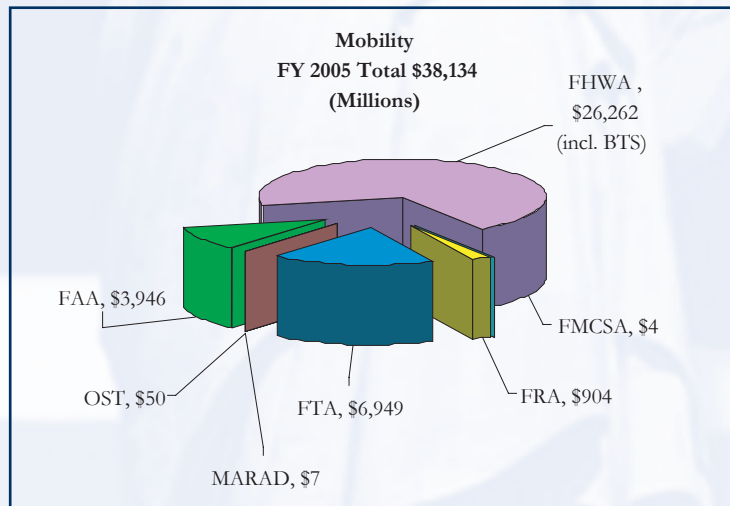 Mobility
FY 2005 Total $38,134
(Millions)
FHWA ,
$26,262
(incl. BTS)
FAA, $3,946
FMCSA, $4
OST, $50
FTA, $6,949
FRA, $904
MARAD, $7